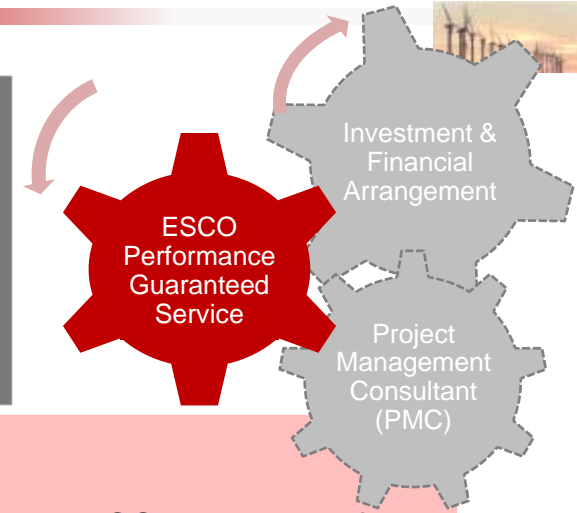 Investment &
Financial
Arrangement
ESCO
Performance
Guaranteed
Service
Project
Management
Consultant
(PMC)